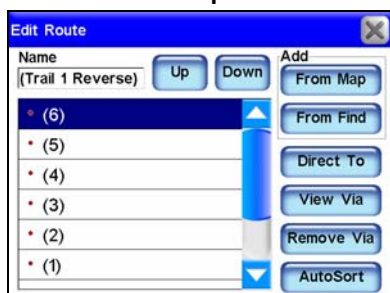 Edit Route
Name
(Trail 1 Reverse)
Up
Down
Add
From Map
From Find
(6)
(5)
(4)
(3)
(2)
(1)
Direct To
View Via
Remove Via
AutoSort